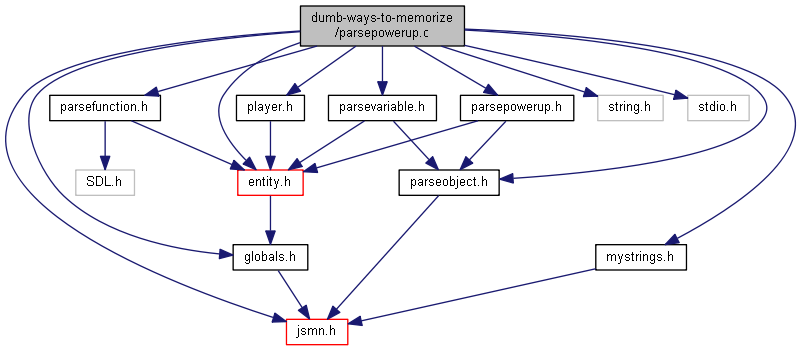 dumb-ways-to-memorize
/parsepowerup.c
parsefunction.h
player.h
parsevariable.h
parsepowerup.h
string.h
stdio.h
SDL.h
entity.h
parseobject.h
globals.h
mystrings.h
jsmn.h